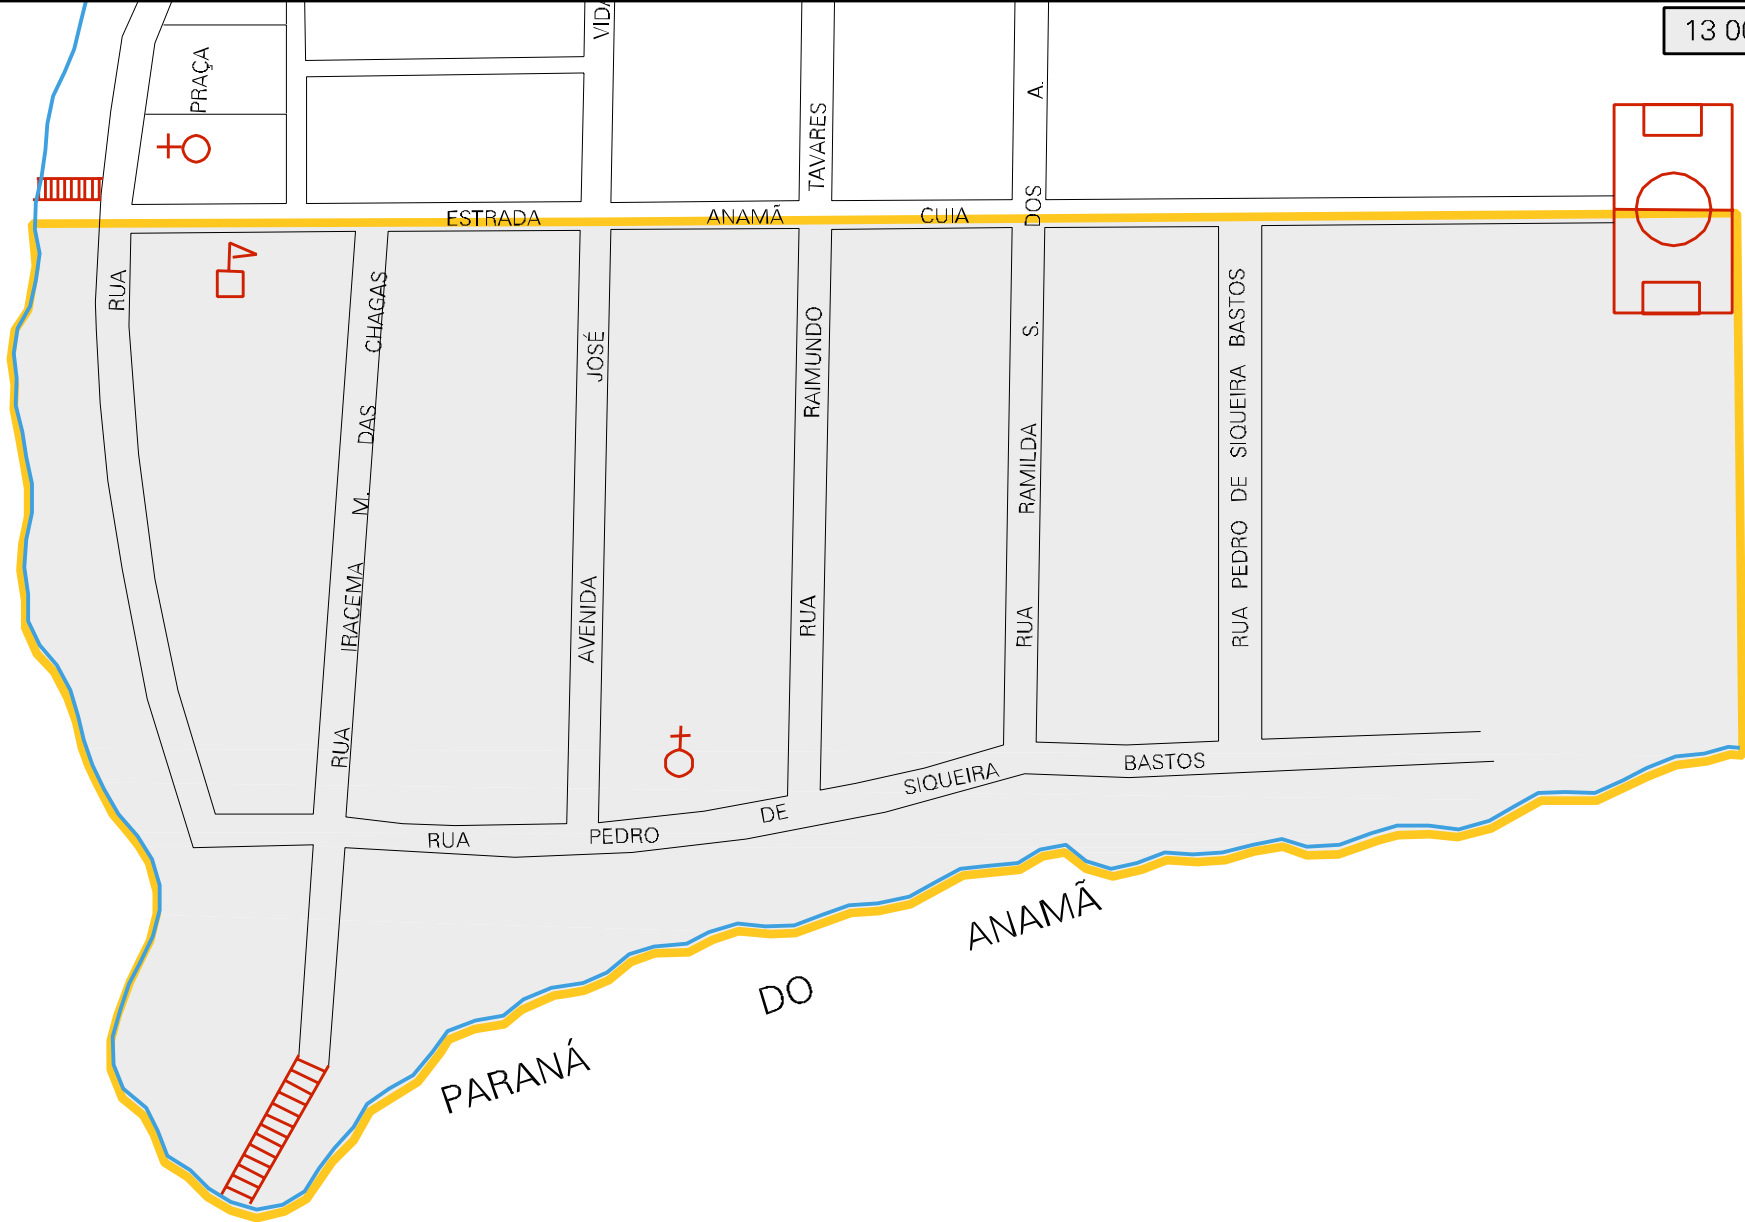 13 00
PRAÇA
VIDA
TAVARES
DOS A.
ESTRADA ANAMÃ CUIA
RUA
RUA IRACEMA M. DAS CHAGAS
AVENIDA JOSÉ
RUA RAIMUNDO
RUA RAMILDA S.
RUA PEDRO DE SIQUEIRA BASTOS
RUA PEDRO DE SIQUEIRA BASTOS
PARANÁ DO ANAMÃ